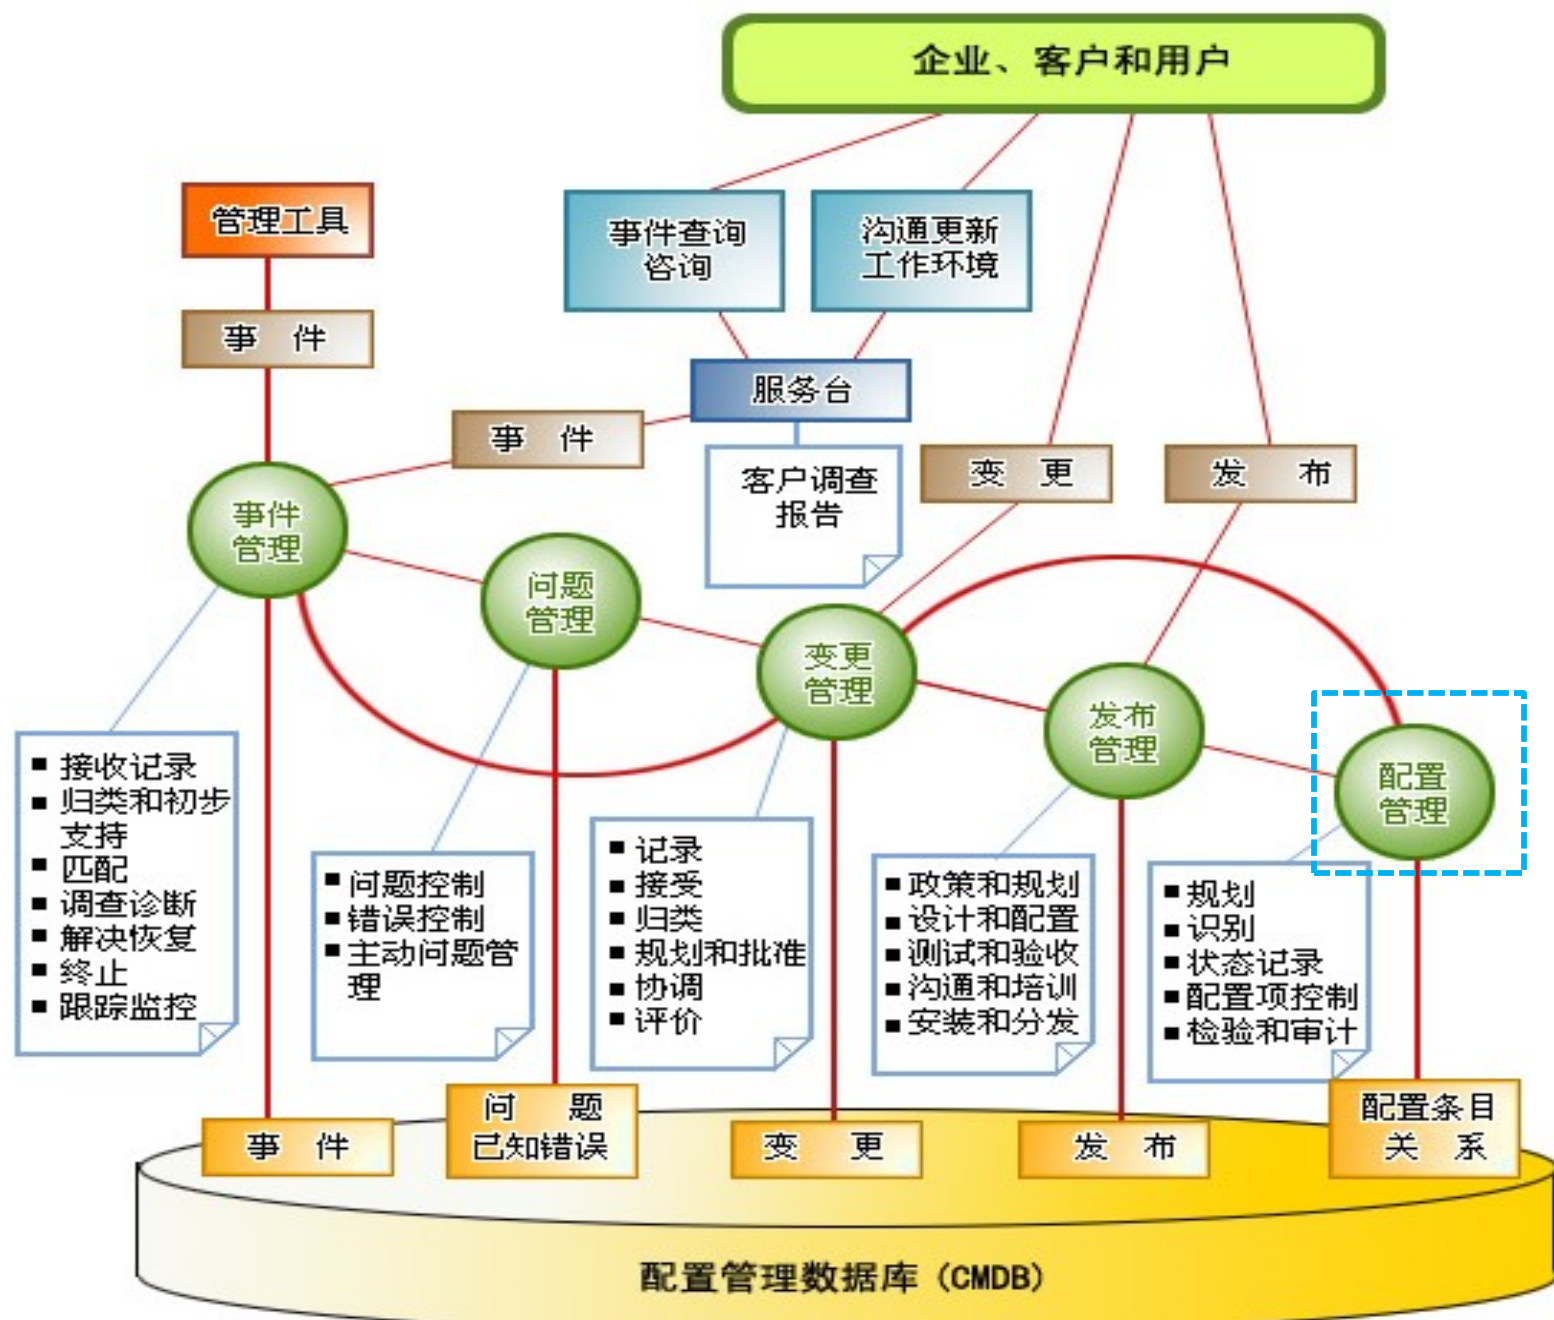 企业、客户和用户
管理工具
事件查询
咨询
沟通更新
工作环境
事 件
服务台
事 件
客户调查
报告
变 更
发 布
事件
管理
问题
管理
变更
管理
发布
管理
配置
管理
■ 接收记录
■ 归类和初步
支持
■ 匹配
■ 调查诊断
■ 解决恢复
■ 终止
■ 跟踪监控
■ 问题控制
■ 错误控制
■ 主动问题管
理
■ 记录
■ 接受
■ 归类
■ 规划和批准
■ 协调
■ 评价
■ 政策和规划
■ 设计和配置
■ 测试和验收
■ 沟通和培训
■ 安装和分发
■ 规划
■ 识别
■ 状态记录
■ 配置项控制
■ 检验和审计
事 件
问 题
已知错误
变 更
发 布
配置条目
关 系
配置管理数据库 (CMDB)